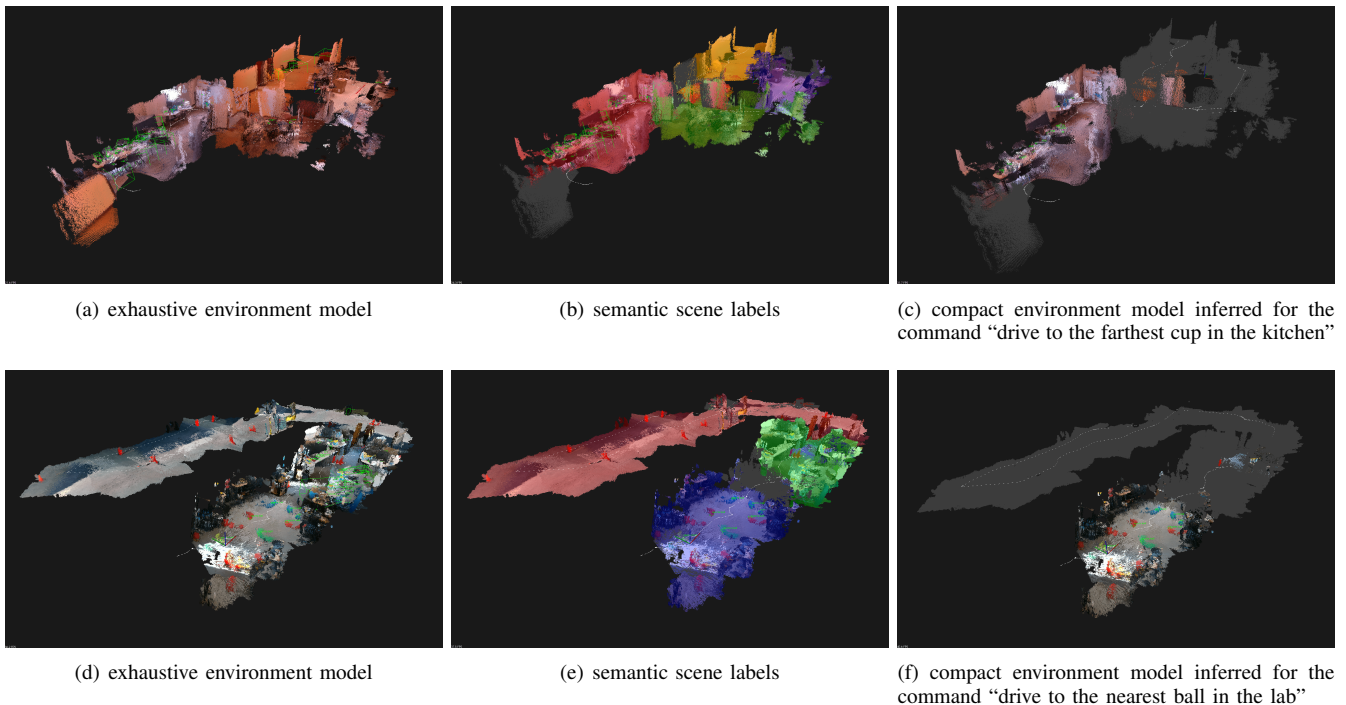 (a) exhaustive environment model
(b) semantic scene labels
(c) compact environment model inferred for the
command “drive to the farthest cup in the kitchen”
(d) exhaustive environment model
(e) semantic scene labels
(f) compact environment model inferred for the
command “drive to the nearest ball in the lab”